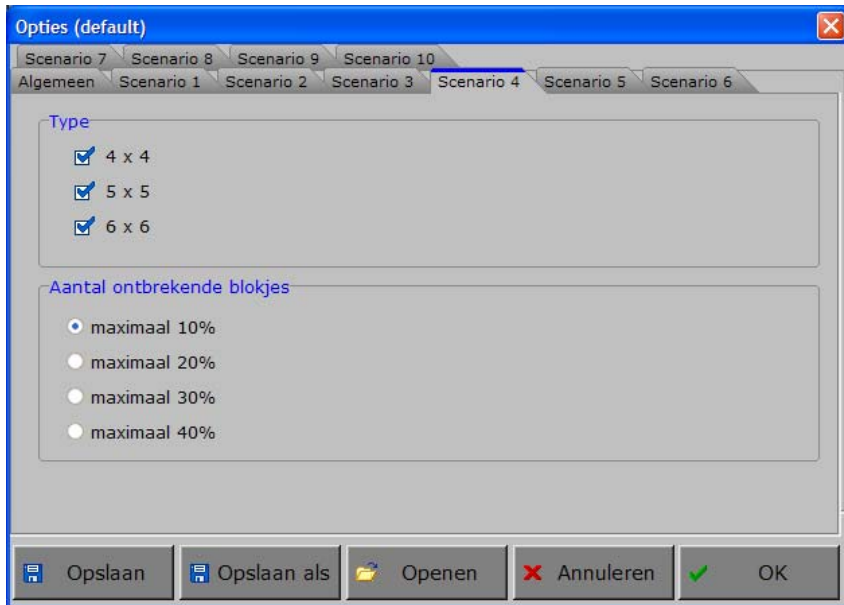 Opties (default)
Scenario 7 Scenario 8 Scenario 9 Scenario 10
Algemeen Scenario 1 Scenario 2 Scenario 3 Scenario 4 Scenario 5 Scenario 6
Type
4 x 4
5 x 5
6 x 6
Aantal ontbrekende blokjes
maximaal 10%
maximaal 20%
maximaal 30%
maximaal 40%
Opslaan Opslaan als Openen Annuleren OK